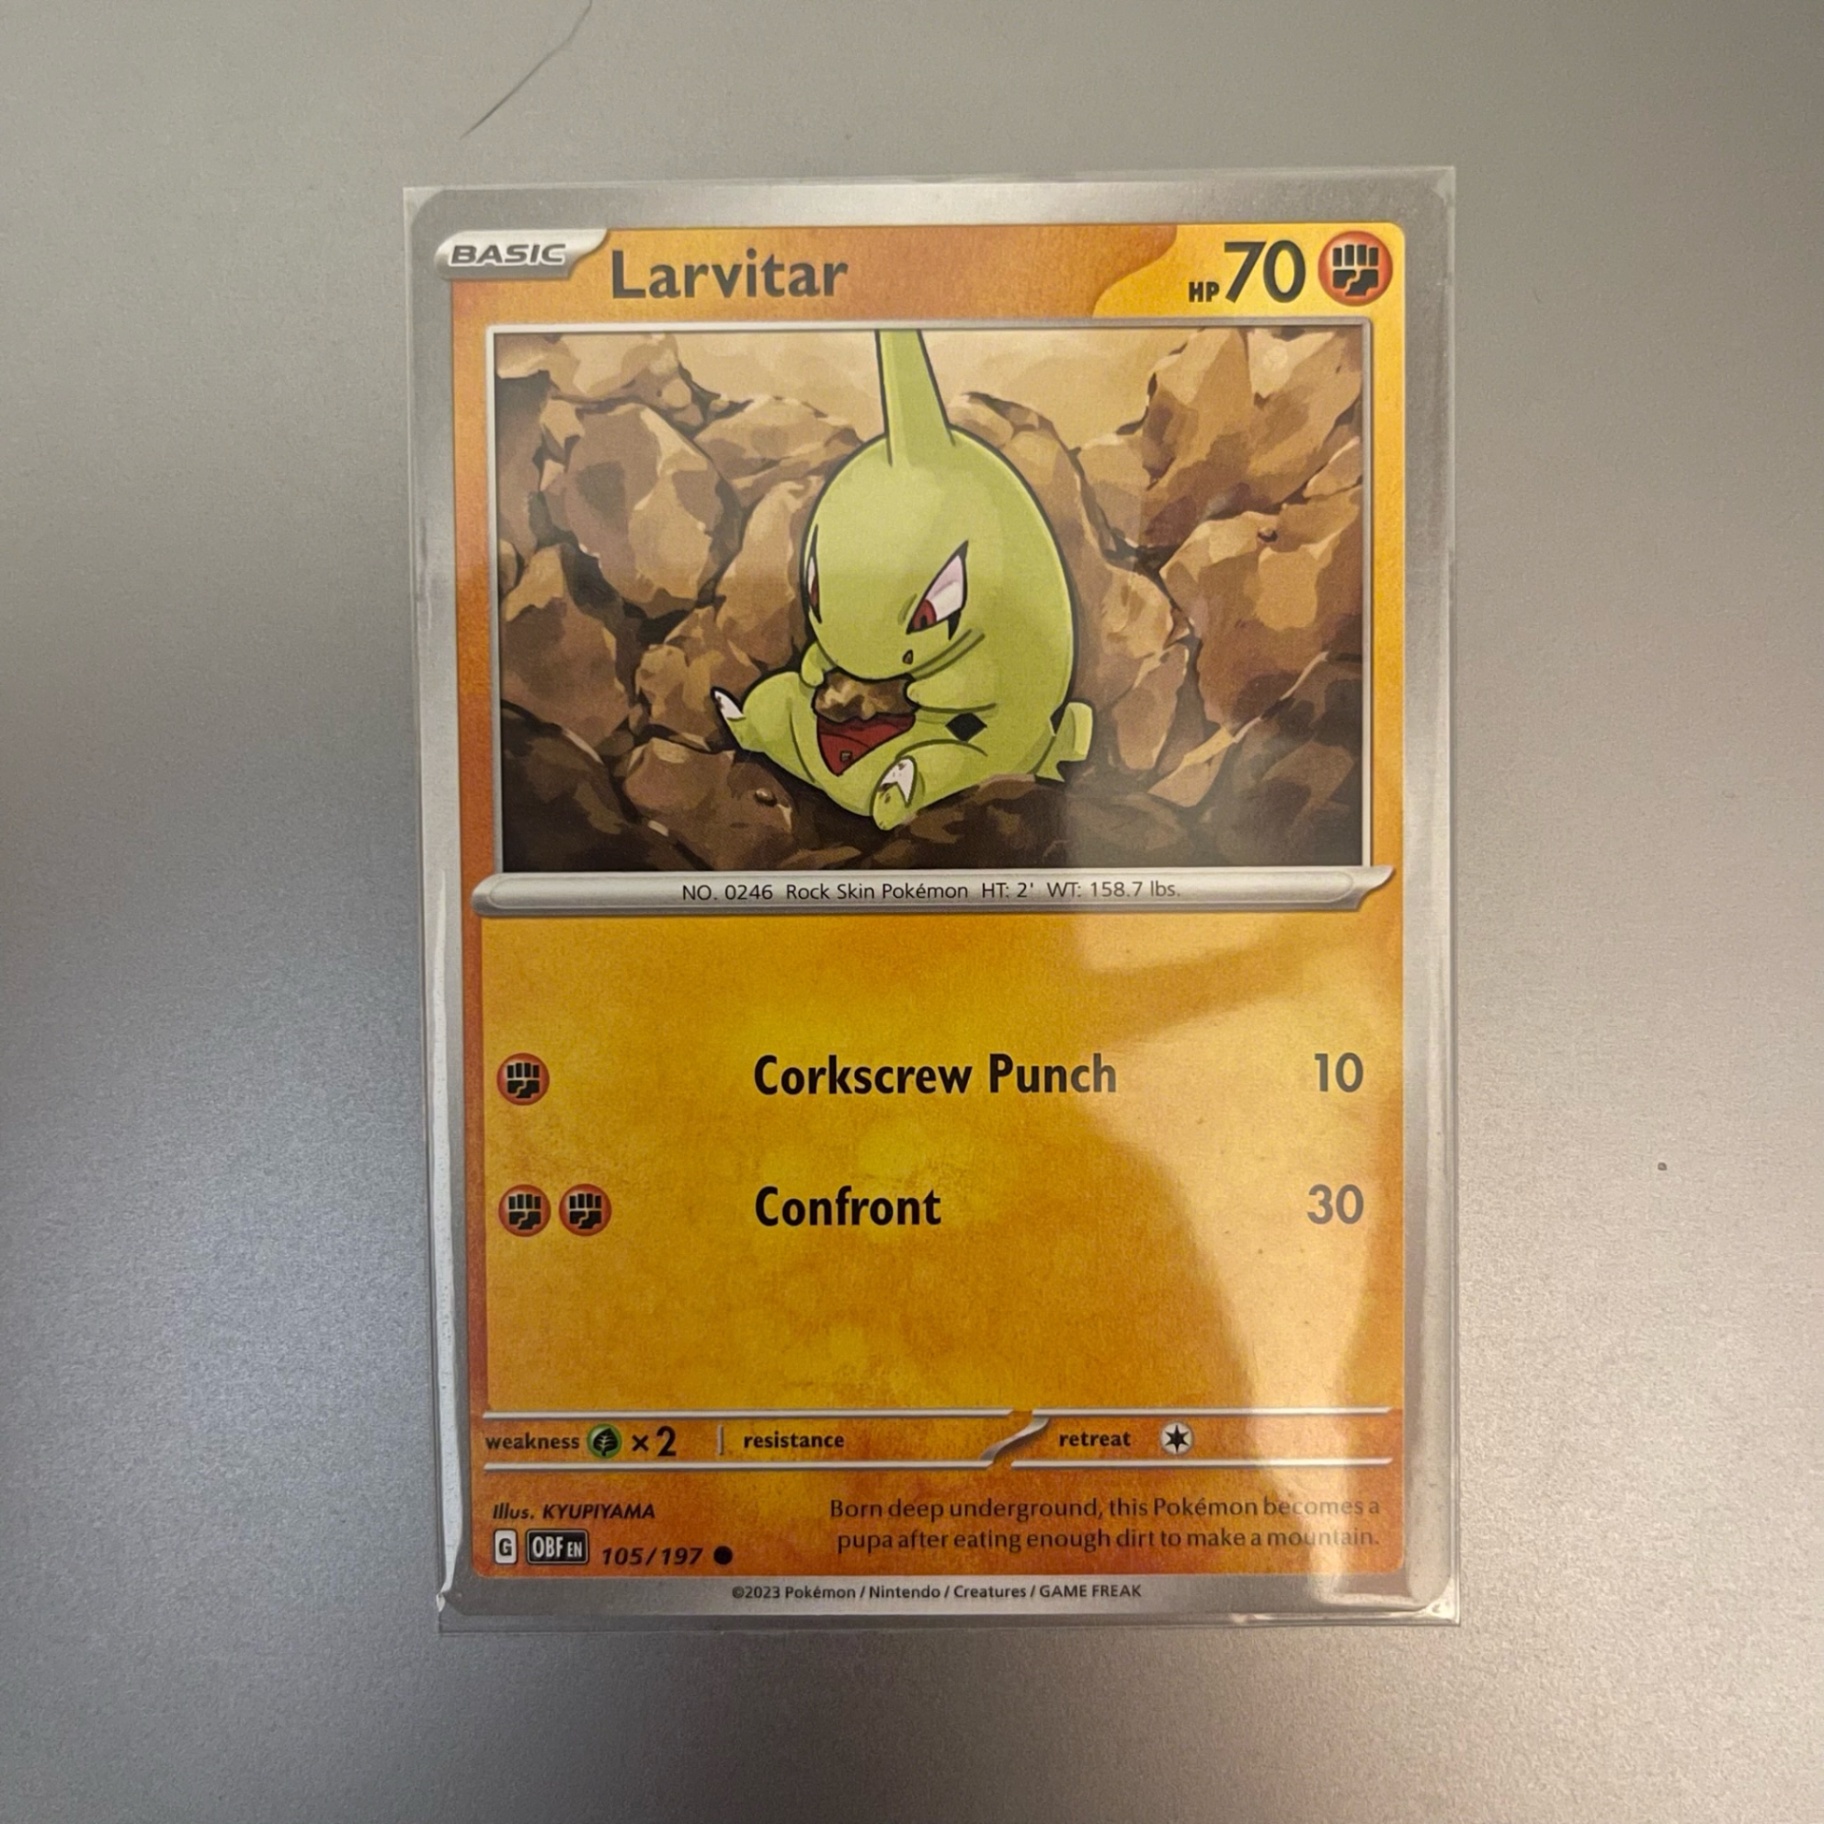 BASIC Larvitar HP 70
NO. 0246 Rock Skin Pokémon HT: 2' WT: 158.7 lbs.
Corkscrew Punch 10
Confront 30
weakness ×2 resistance retreat
Illus. KYUPIYAMA
Born deep underground, this Pokémon becomes a
pupa after eating enough dirt to make a mountain.
G OBF EN 105/197
©2023 Pokémon / Nintendo / Creatures / GAME FREAK